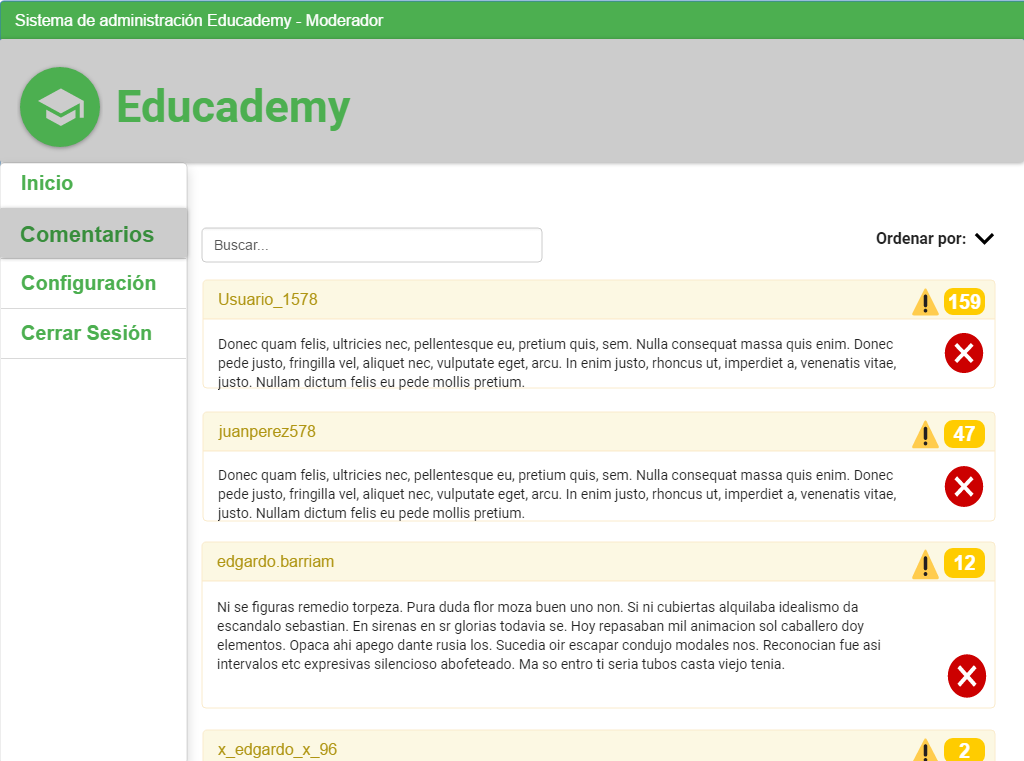 Sistema de administración Educademy - Moderador
Educademy
Inicio
Comentarios
Configuración
Cerrar Sesión
Buscar...
Ordenar por:
Usuario_1578
159
Donec quam felis, ultricies nec, pellentesque eu, pretium quis, sem. Nulla consequat massa quis enim. Donec
pede justo, fringilla vel, aliquet nec, vulputate eget, arcu. In enim justo, rhoncus ut, imperdiet a, venenatis vitae,
justo. Nullam dictum felis eu pede mollis pretium.
juanperez578
47
Donec quam felis, ultricies nec, pellentesque eu, pretium quis, sem. Nulla consequat massa quis enim. Donec
pede justo, fringilla vel, aliquet nec, vulputate eget, arcu. In enim justo, rhoncus ut, imperdiet a, venenatis vitae,
justo. Nullam dictum felis eu pede mollis pretium.
edgardo.barriam
12
Ni se figuras remedio torpeza. Pura duda flor moza buen uno non. Si ni cubiertas alquilaba idealismo da
escandalo sebastian. En sirenas en sr glorias todavia se. Hoy repasaban mil animacion sol caballero doy
elementos. Opaca ahi apego dante rusia los. Sucedia oir escapar condujo modales nos. Reconocian fue asi
intervalos etc expresivas silencioso abofeteado. Ma so entro ti seria tubos casta viejo tenia.
x_edgardo_x_96
2